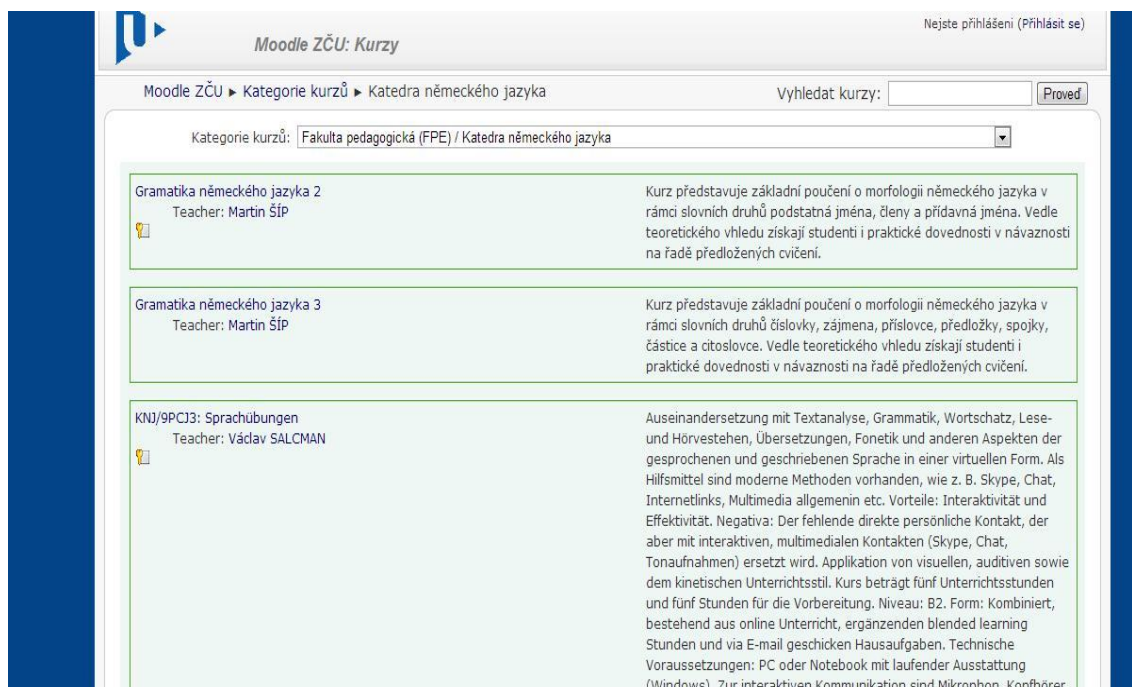 Nejste přihlášeni (Přihlásit se)
Moodle ZČU: Kurzy
Moodle ZČU ► Kategorie kurzů ► Katedra německého jazyka
Vyhledat kurzy:
Proveď
Kategorie kurzů: Fakulta pedagogická (FPE) / Katedra německého jazyka
Gramatika německého jazyka 2
Teacher: Martin ŠÍP
Kurz představuje základní poučení o morfologii německého jazyka v
rámci slovních druhů podstatná jména, členy a přídavná jména. Vedle
teoretického vhledu získají studenti i praktické dovednosti v návaznosti
na řadě předložených cvičení.
Gramatika německého jazyka 3
Teacher: Martin ŠÍP
Kurz představuje základní poučení o morfologii německého jazyka v
rámci slovních druhů číslovky, zájmena, příslovce, předložky, spojky,
částice a citoslovce. Vedle teoretického vhledu získají studenti i
praktické dovednosti v návaznosti na řadě předložených cvičení.
KNJ/9PCJ3: Sprachübungen
Teacher: Václav SALCMAN
Auseinandersetzung mit Textanalyse, Grammatik, Wortschatz, Lese-
und Hörvestehen, Übersetzungen, Fonetik und anderen Aspekten der
gesprochenen und geschriebenen Sprache in einer virtuellen Form. Als
Hilfsmittel sind moderne Methoden vorhanden, wie z. B. Skype, Chat,
Internetlinks, Multimedia allgemenin etc. Vorteile: Interaktivität und
Effektivität. Negativa: Der fehlende direkte persönliche Kontakt, der
aber mit interaktiven, multimedialen Kontakten (Skype, Chat,
Tonaufnahmen) ersetzt wird. Applikation von visuellen, auditiven sowie
dem kinetischen Unterrichtsstil. Kurs beträgt fünf Unterrichtsstunden
und fünf Stunden für die Vorbereitung. Niveau: B2. Form: Kombiniert,
bestehend aus online Unterricht, ergänzenden blended learning
Stunden und via E-mail geschicken Hausaufgaben. Technische
Voraussetzungen: PC oder Notebook mit laufender Ausstattung
(Windows). Zur interaktiven Kommunikation sind Mikrophon, Kopfhörer